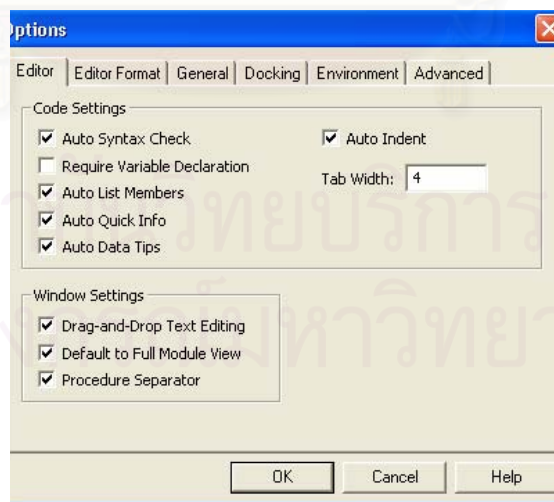 Options
Editor Editor Format General Docking Environment Advanced
Code Settings
Auto Syntax Check
Require Variable Declaration
Auto List Members
Auto Quick Info
Auto Data Tips
Auto Indent
Tab Width: 4
Window Settings
Drag-and-Drop Text Editing
Default to Full Module View
Procedure Separator
OK Cancel Help